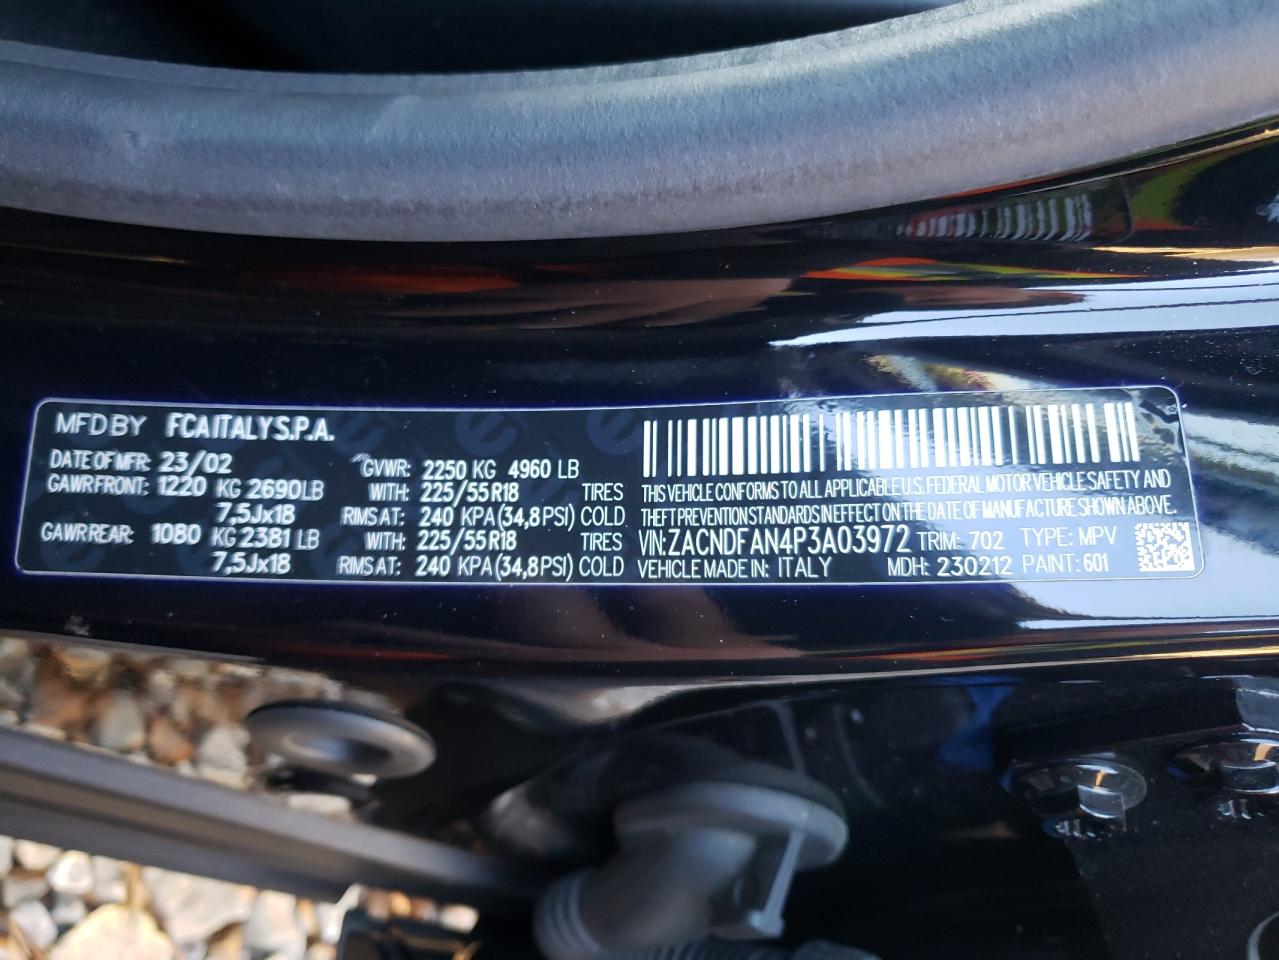 MFD BY FCA ITALY S.P.A.
DATE OF MFR: 23/02 GVWR: 2250 KG 4960 LB
GAWR FRONT: 1220 KG 2690 LB WITH: 225/55 R18 TIRES
7,5Jx18 RIMS AT: 240 KPA (34,8 PSI) COLD
GAWR REAR: 1080 KG 2381 LB WITH: 225/55 R18 TIRES
7,5Jx18 RIMS AT: 240 KPA (34,8 PSI) COLD
THIS VEHICLE CONFORMS TO ALL APPLICABLE U.S. FEDERAL MOTOR VEHICLE SAFETY AND
THEFT PREVENTION STANDARDS IN EFFECT ON THE DATE OF MANUFACTURE SHOWN ABOVE.
VIN: ZACNDFAN4P3A03972 TRIM: 702 TYPE: MPV
VEHICLE MADE IN: ITALY MDH: 230212 PAINT: 601